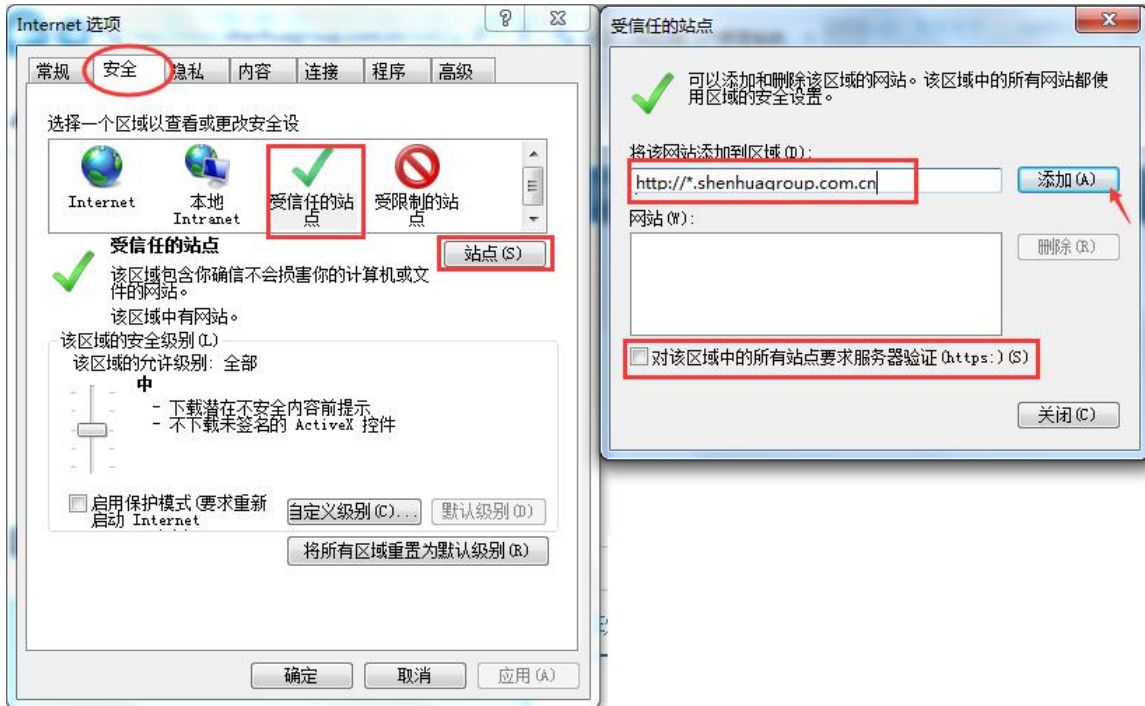 Internet 选项
常规
安全
隐私
内容
连接
程序
高级
选择一个区域以查看或更改安全设
Internet
本地
Intranet
受信任的站
点
受限制的站
点
受信任的站点
站点(S)
该区域包含你确信不会损害你的计算机或文
件的网站。
该区域中有网站。
该区域的安全级别(L)
该区域的允许级别: 全部
中
- 下载潜在不安全内容前提示
- 不下载未签名的 ActiveX 控件
启用保护模式(要求重新
启动 Internet
自定义级别(C)...
默认级别(D)
将所有区域重置为默认级别(R)
确定
取消
应用(A)
受信任的站点
可以添加和删除该区域的网站。该区域中的所有网站都使
用区域的安全设置。
将该网站添加到区域(D):
http://*.shenhuagroup.com.cn
添加(A)
网站(W):
删除(R)
对该区域中的所有站点要求服务器验证(https:)(S)
关闭(C)